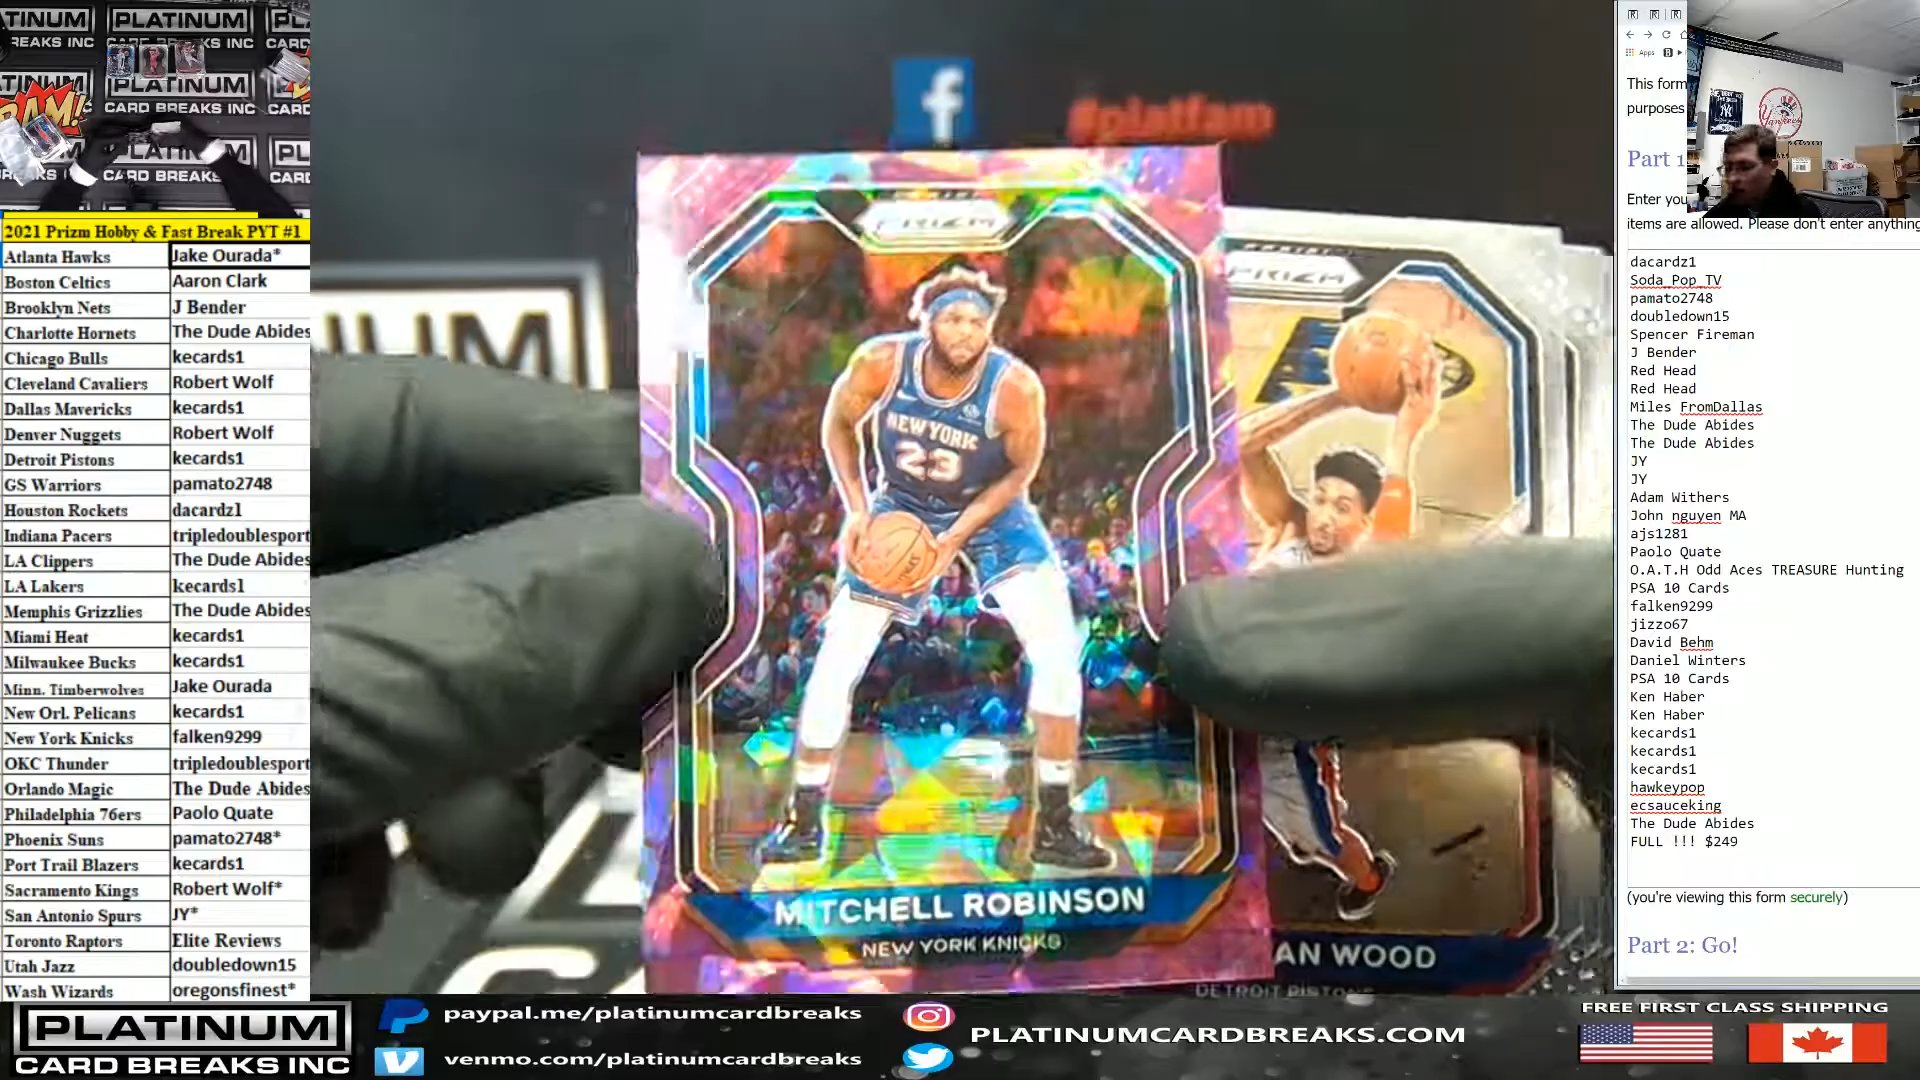 PLATINUM
CARD BREAKS INC
BAM!
2021 Prizm Hobby & Fast Break PYT #1
Atlanta Hawks Jake Ourada*
Boston Celtics Aaron Clark
Brooklyn Nets J Bender
Charlotte Hornets The Dude Abides
Chicago Bulls kecards1
Cleveland Cavaliers Robert Wolf
Dallas Mavericks kecards1
Denver Nuggets Robert Wolf
Detroit Pistons kecards1
GS Warriors pamato2748
Houston Rockets dacardz1
Indiana Pacers tripledoublesport
LA Clippers The Dude Abides
LA Lakers kecards1
Memphis Grizzlies The Dude Abides
Miami Heat kecards1
Milwaukee Bucks kecards1
Minn. Timberwolves Jake Ourada
New Orl. Pelicans kecards1
New York Knicks falken9299
OKC Thunder tripledoublesport
Orlando Magic The Dude Abides
Philadelphia 76ers Paolo Quate
Phoenix Suns pamato2748*
Port Trail Blazers kecards1
Sacramento Kings Robert Wolf*
San Antonio Spurs JY*
Toronto Raptors Elite Reviews
Utah Jazz doubledown15
Wash Wizards oregonsfinest*
f
#platfam
PRIZM
NEW YORK
23
MITCHELL ROBINSON
NEW YORK KNICKS
PRIZM
AN WOOD
DETROIT PISTONS
Apps
Yankees
This form
purposes
Part 1
Enter you
items are allowed. Please don't enter anything
dacardz1
Soda_Pop_TV
pamato2748
doubledown15
Spencer Fireman
J Bender
Red Head
Red Head
Miles FromDallas
The Dude Abides
The Dude Abides
JY
JY
Adam Withers
John nguyen MA
ajs1281
Paolo Quate
O.A.T.H Odd Aces TREASURE Hunting
PSA 10 Cards
falken9299
jizzo67
David Behm
Daniel Winters
PSA 10 Cards
Ken Haber
Ken Haber
kecards1
kecards1
kecards1
hawkeypop
ecsauceking
The Dude Abides
FULL !!! $249
(you're viewing this form securely)
Part 2: Go!
PLATINUM
CARD BREAKS INC
paypal.me/platinumcardbreaks
venmo.com/platinumcardbreaks
PLATINUMCARDBREAKS.COM
FREE FIRST CLASS SHIPPING